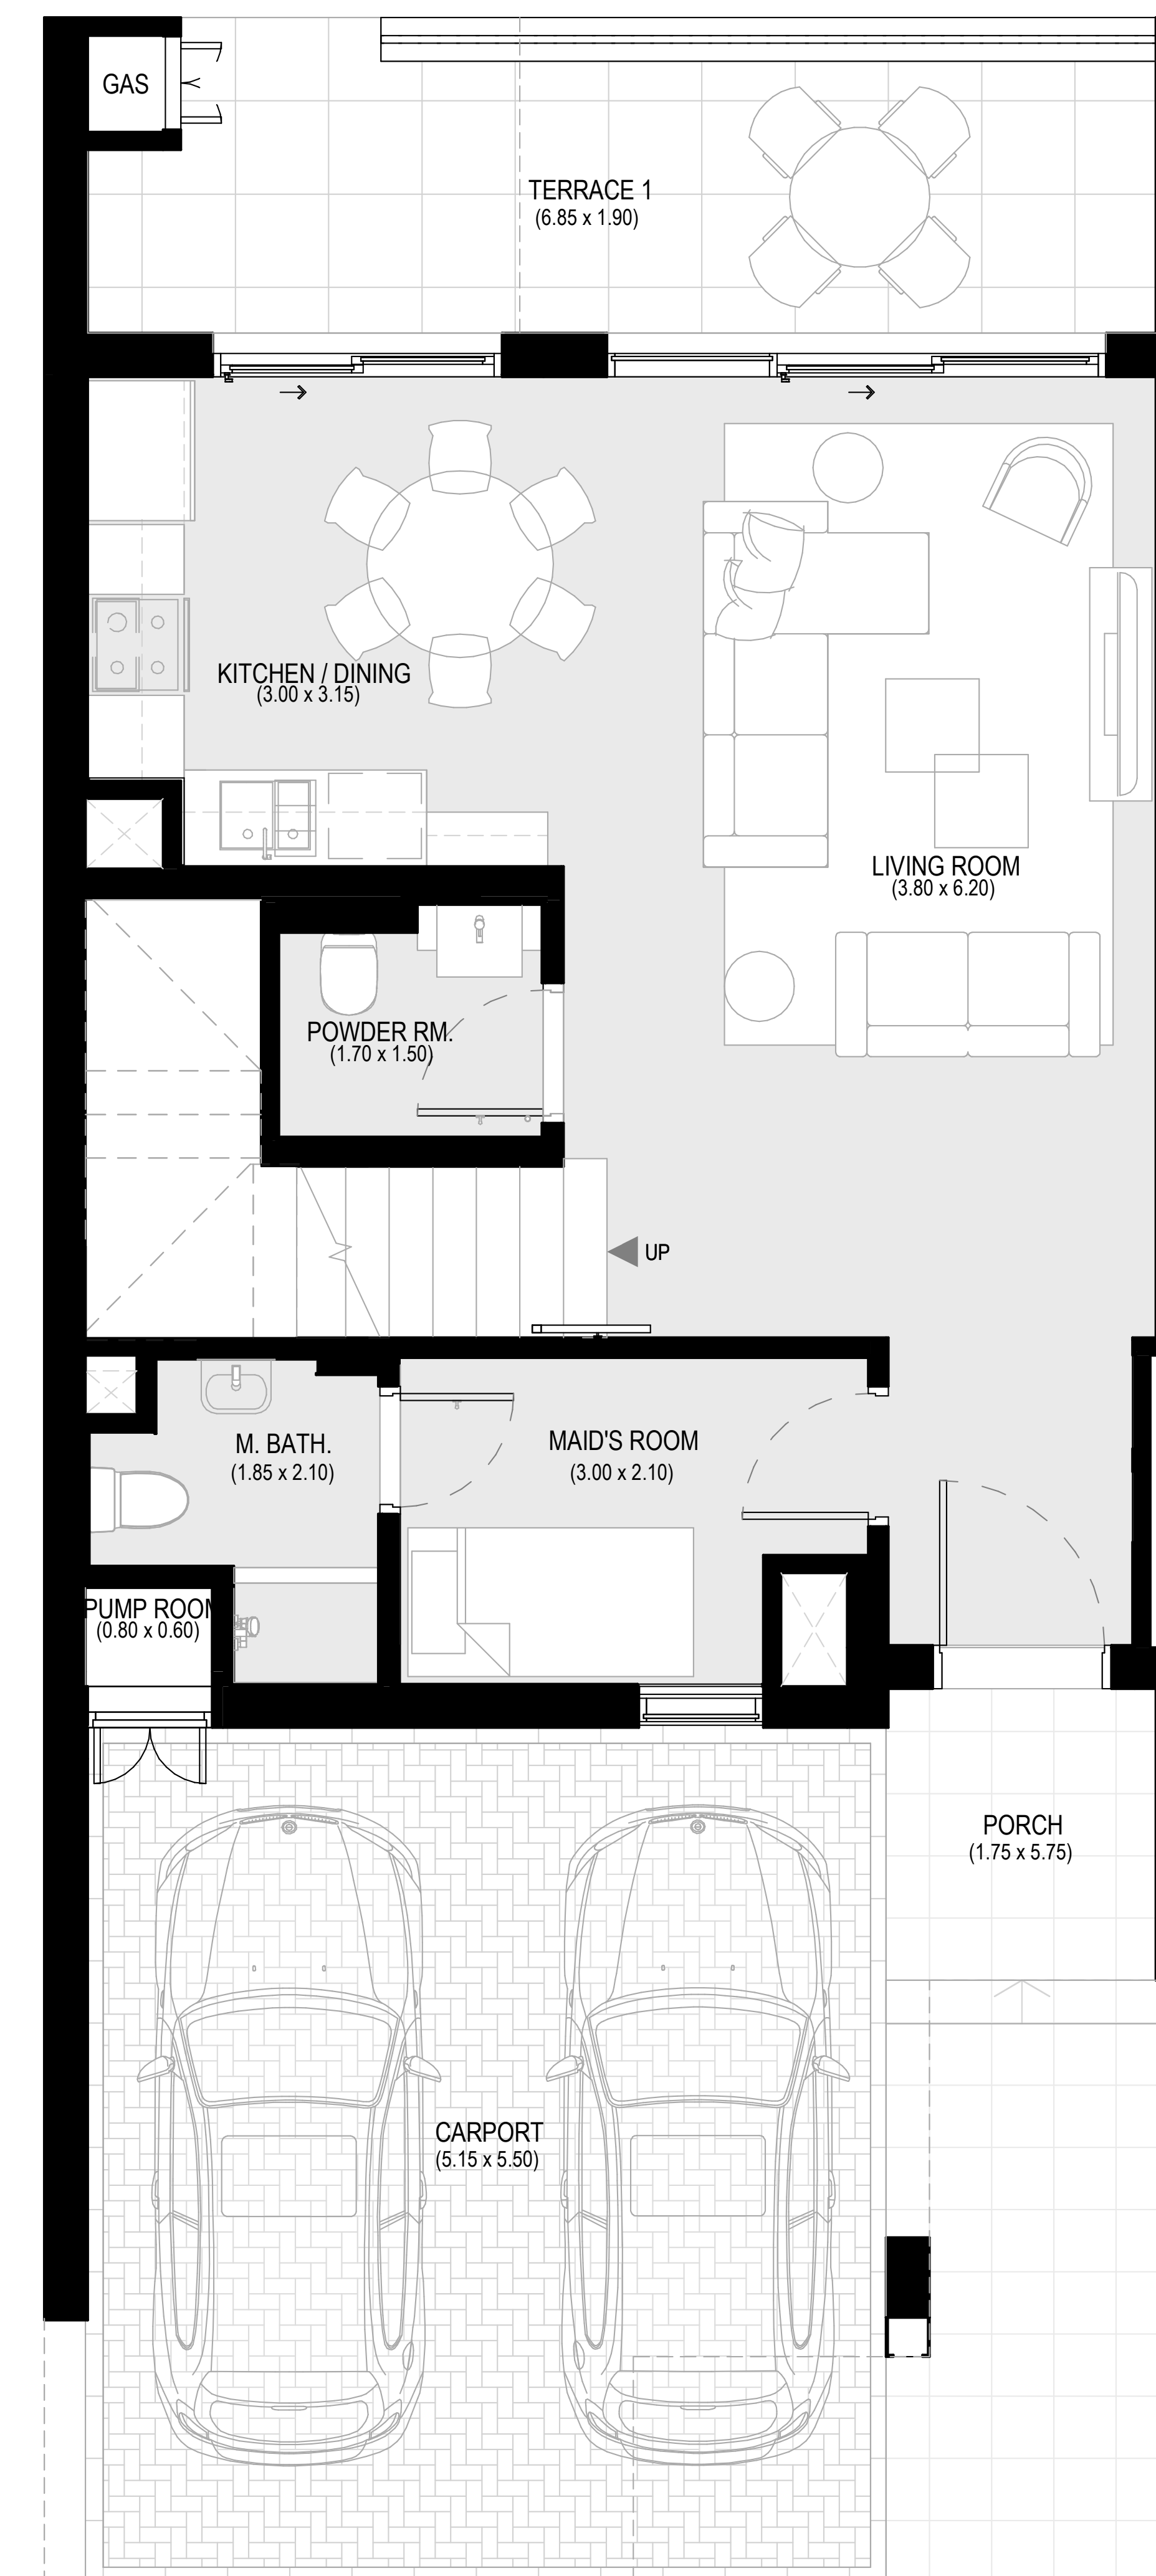 GAS
TERRACE 1
(6.85 x 1.90)
KITCHEN / DINING
(3.00 x 3.15)
LIVING ROOM
(3.80 x 6.20)
POWDER RM.
(1.70 x 1.50)
UP
M. BATH.
(1.85 x 2.10)
MAID'S ROOM
(3.00 x 2.10)
PUMP ROOM
(0.80 x 0.60)
PORCH
(1.75 x 5.75)
CARPORT
(5.15 x 5.50)